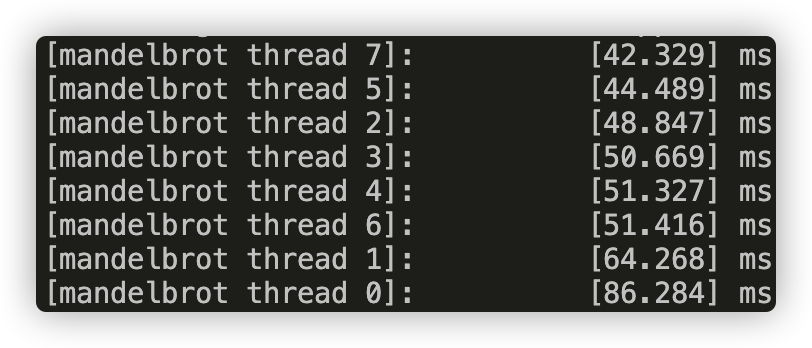 [mandelbrot thread 7]: [42.329] ms
[mandelbrot thread 5]: [44.489] ms
[mandelbrot thread 2]: [48.847] ms
[mandelbrot thread 3]: [50.669] ms
[mandelbrot thread 4]: [51.327] ms
[mandelbrot thread 6]: [51.416] ms
[mandelbrot thread 1]: [64.268] ms
[mandelbrot thread 0]: [86.284] ms